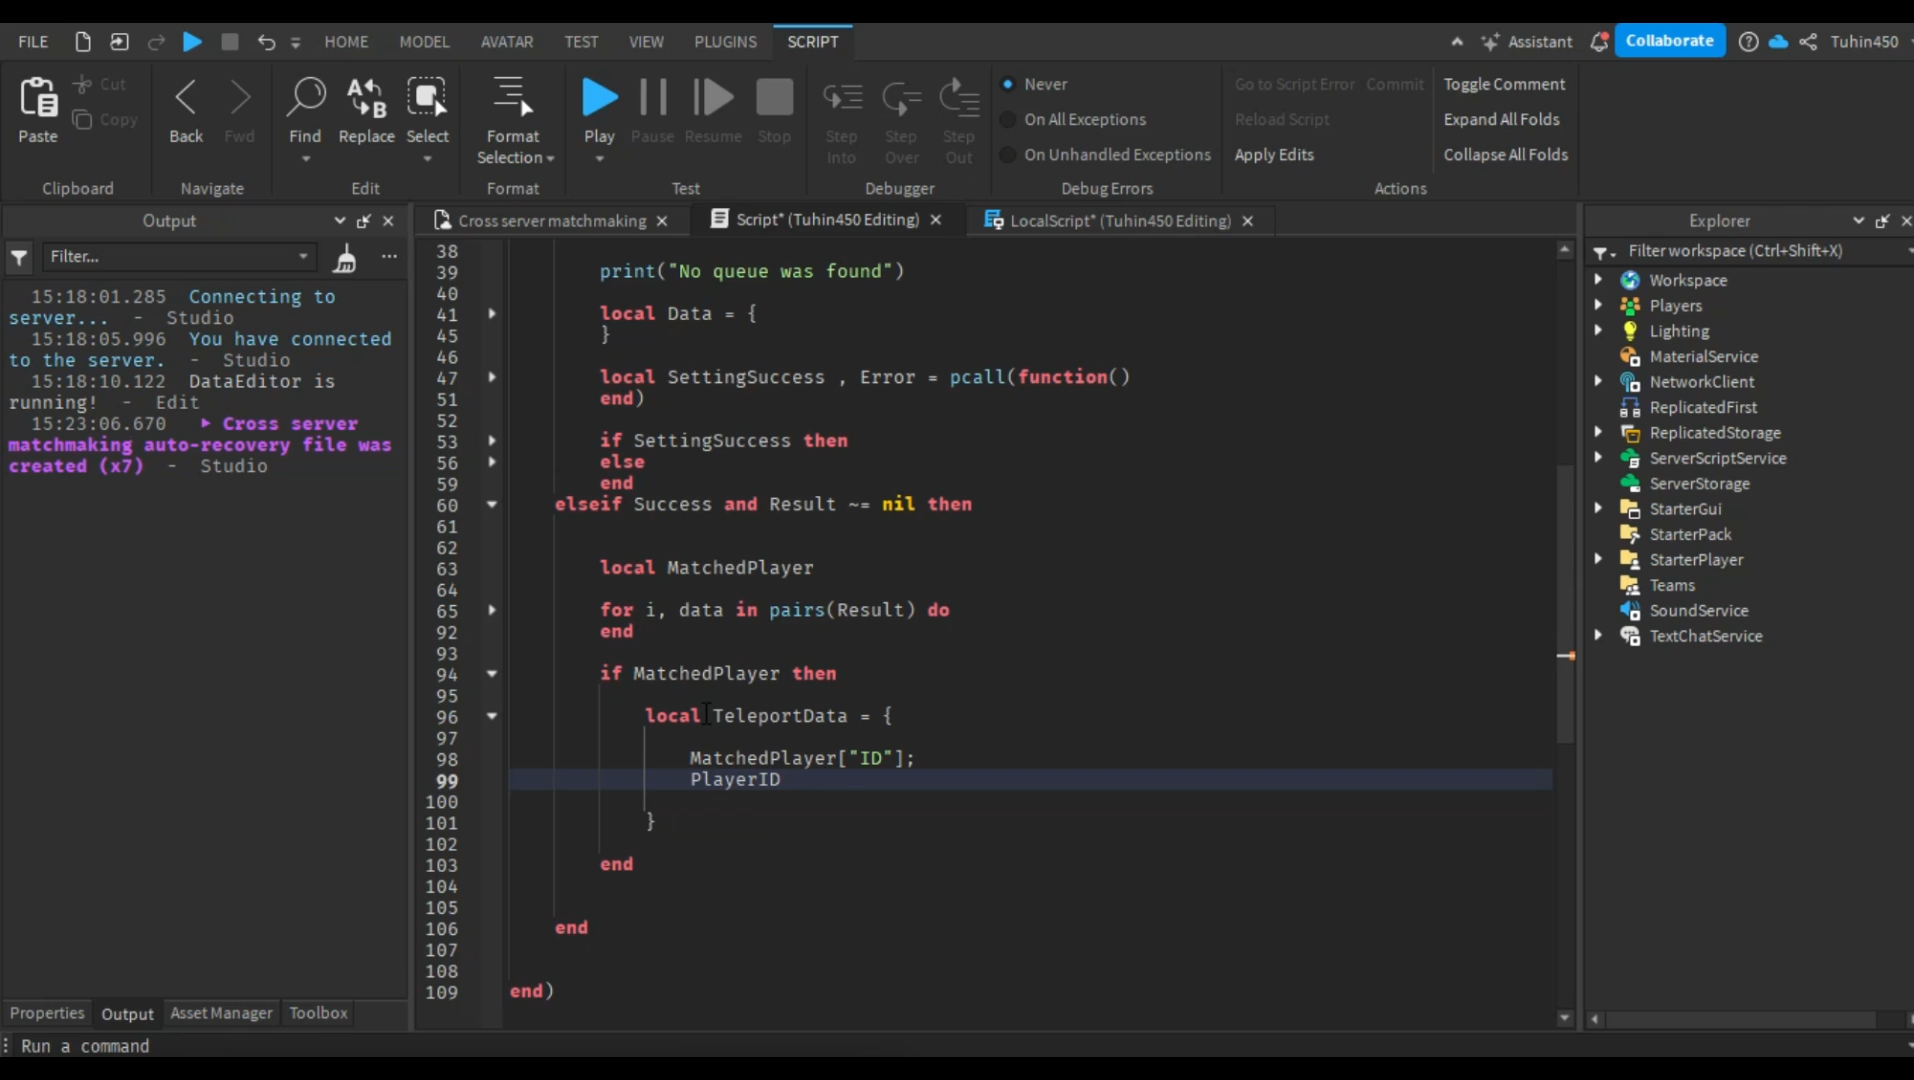 FILE HOME MODEL AVATAR TEST VIEW PLUGINS SCRIPT Assistant Collaborate Tuhin450
Paste Cut Copy
Clipboard
Back Fwd
Navigate
Find Replace Select
Edit
Format Selection
Format
Play Pause Resume Stop
Test
Step Into Step Over Step Out
Debugger
Never
On All Exceptions
On Unhandled Exceptions
Debug Errors
Go to Script Error Commit
Reload Script
Apply Edits
Toggle Comment
Expand All Folds
Collapse All Folds
Actions
Output
Filter...
15:18:01.285 Connecting to
server... - Studio
15:18:05.996 You have connected
to the server. - Studio
15:18:10.122 DataEditor is
running! - Edit
15:23:06.670 ▶ Cross server
matchmaking auto-recovery file was
created (x7) - Studio
Properties Output Asset Manager Toolbox
Run a command
Cross server matchmaking Script* (Tuhin450 Editing) LocalScript* (Tuhin450 Editing)
38
39 print("No queue was found")
40
41 local Data = {
45 }
46
47 local SettingSuccess , Error = pcall(function()
51 end)
52
53 if SettingSuccess then
56 else
59 end
60 elseif Success and Result ~= nil then
61
62
63 local MatchedPlayer
64
65 for i, data in pairs(Result) do
92 end
93
94 if MatchedPlayer then
95
96 local TeleportData = {
97
98 MatchedPlayer["ID"];
99 PlayerID
100
101 }
102
103 end
104
105
106 end
107
108
109 end)
Explorer
Filter workspace (Ctrl+Shift+X)
Workspace
Players
Lighting
MaterialService
NetworkClient
ReplicatedFirst
ReplicatedStorage
ServerScriptService
ServerStorage
StarterGui
StarterPack
StarterPlayer
Teams
SoundService
TextChatService